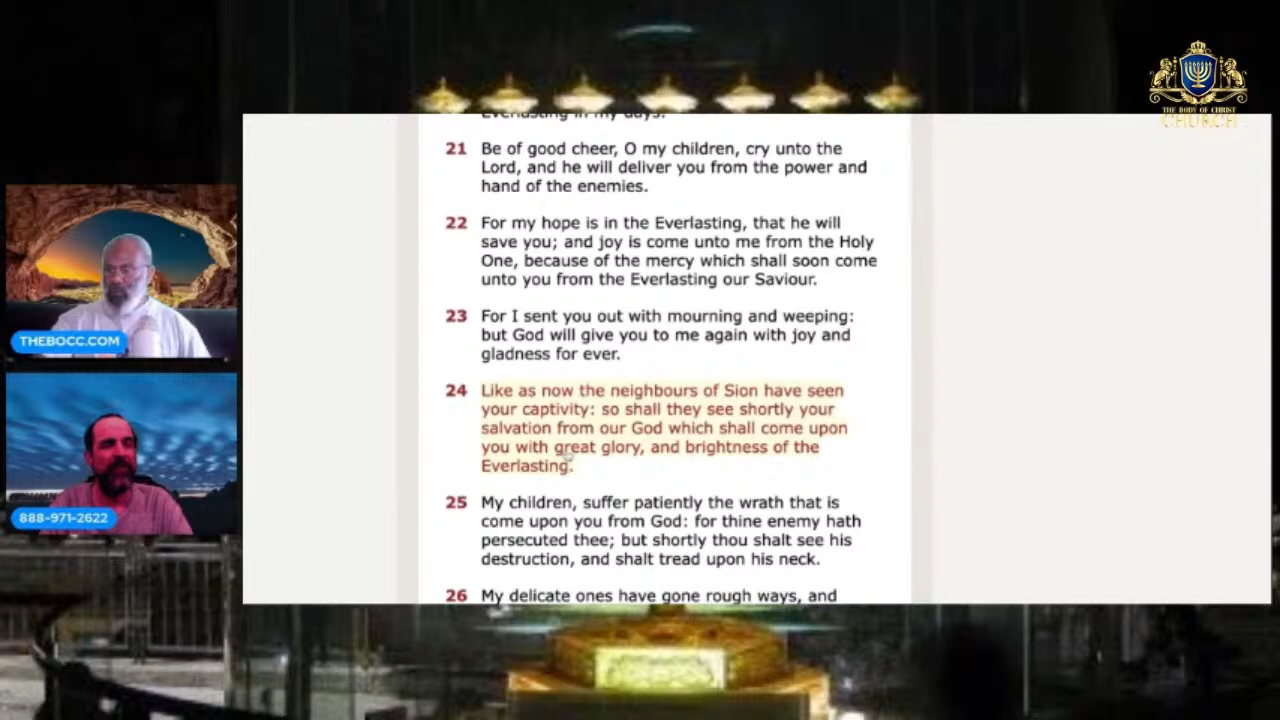 THE BODY OF CHRIST
CHURCH
Everlasting in my days.
21 Be of good cheer, O my children, cry unto the
Lord, and he will deliver you from the power and
hand of the enemies.
22 For my hope is in the Everlasting, that he will
save you; and joy is come unto me from the Holy
One, because of the mercy which shall soon come
unto you from the Everlasting our Saviour.
23 For I sent you out with mourning and weeping:
but God will give you to me again with joy and
gladness for ever.
24 Like as now the neighbours of Sion have seen
your captivity: so shall they see shortly your
salvation from our God which shall come upon
you with great glory, and brightness of the
Everlasting.
25 My children, suffer patiently the wrath that is
come upon you from God: for thine enemy hath
persecuted thee; but shortly thou shalt see his
destruction, and shalt tread upon his neck.
26 My delicate ones have gone rough ways, and
THEBOCC.COM
888-971-2622